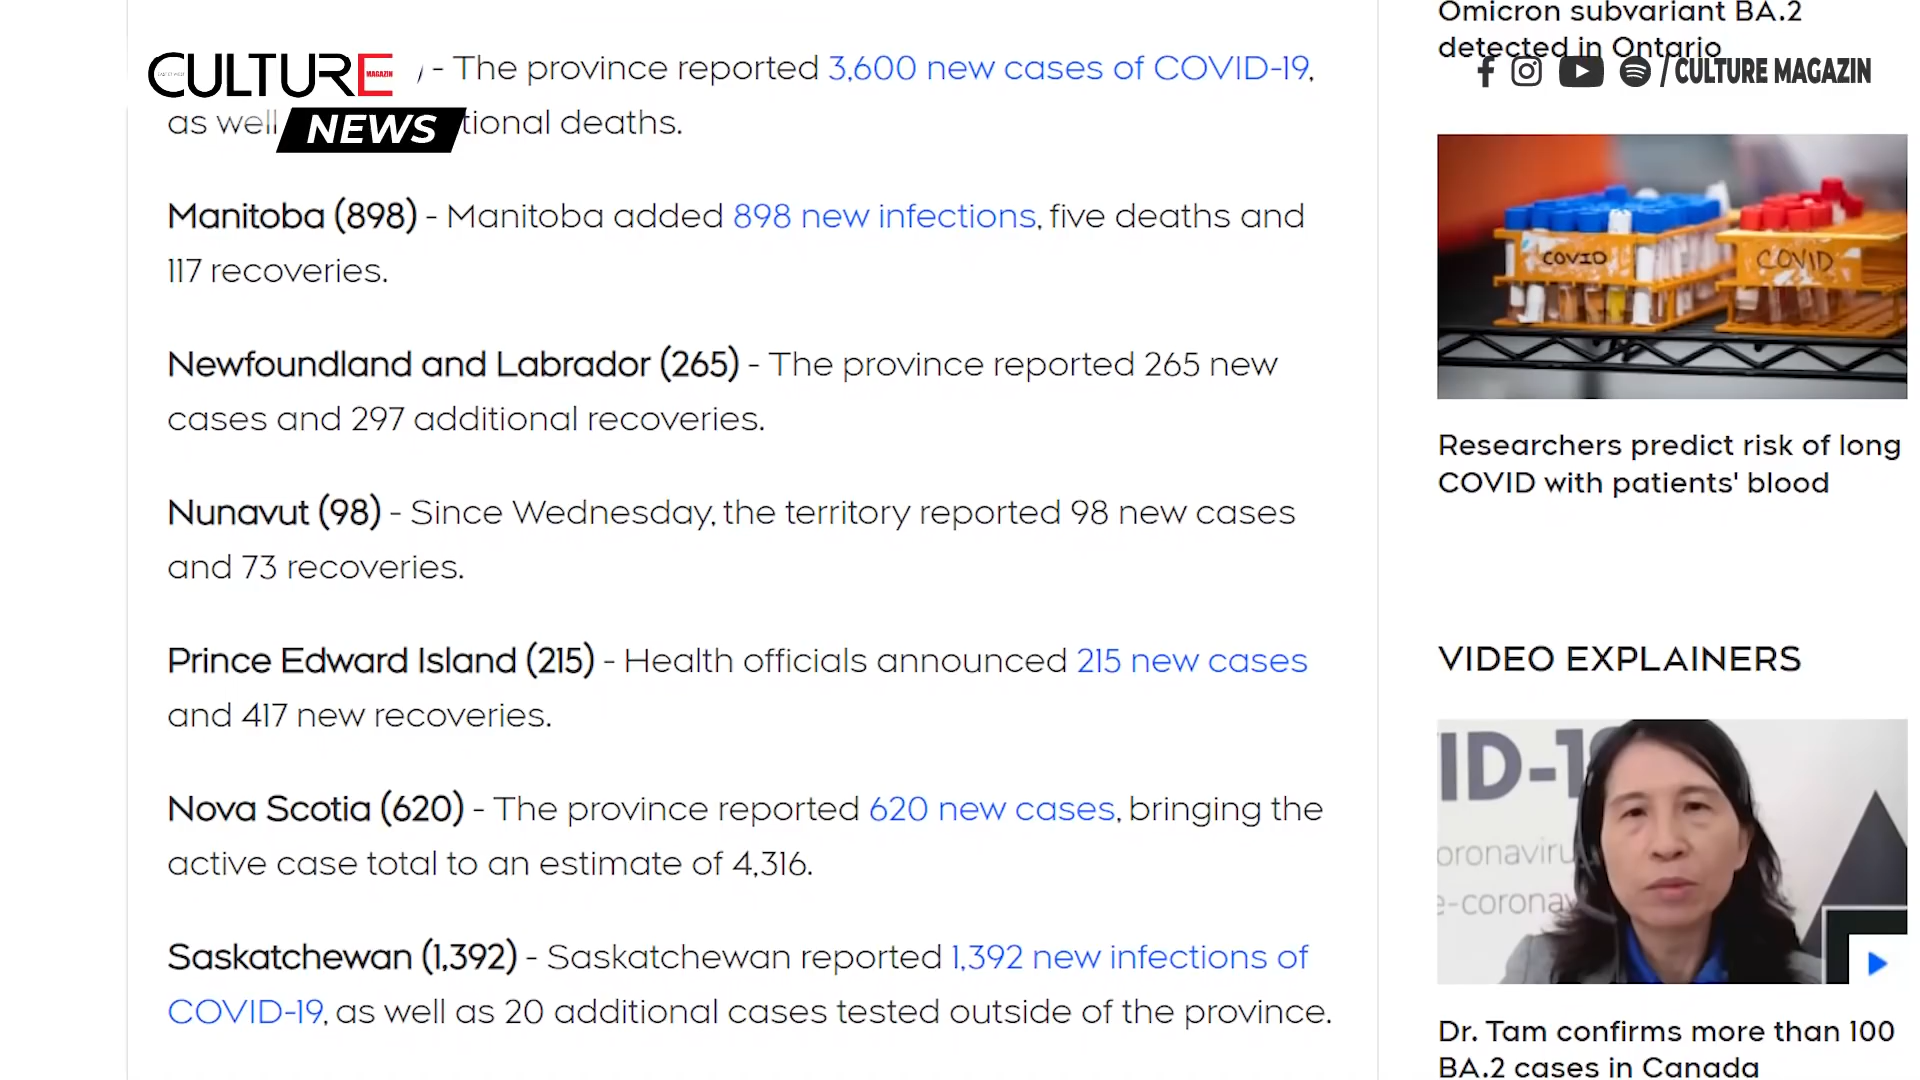 CULTURE
MAGAZIN
NEWS
- The province reported 3,600 new cases of COVID-19,
as well tional deaths.
Manitoba (898) - Manitoba added 898 new infections, five deaths and
117 recoveries.
Newfoundland and Labrador (265) - The province reported 265 new
cases and 297 additional recoveries.
Nunavut (98) - Since Wednesday, the territory reported 98 new cases
and 73 recoveries.
Prince Edward Island (215) - Health officials announced 215 new cases
and 417 new recoveries.
Nova Scotia (620) - The province reported 620 new cases, bringing the
active case total to an estimate of 4,316.
Saskatchewan (1,392) - Saskatchewan reported 1,392 new infections of
COVID-19, as well as 20 additional cases tested outside of the province.
Omicron subvariant BA.2
detected in Ontario
/ CULTURE MAGAZIN
COVID
COVID
Researchers predict risk of long
COVID with patients' blood
VIDEO EXPLAINERS
ID-1
oronaviru
e-coronav
Dr. Tam confirms more than 100
BA.2 cases in Canada